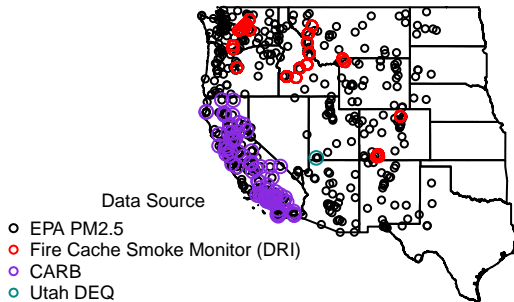 Data Source
EPA PM2.5
Fire Cache Smoke Monitor (DRI)
CARB
Utah DEQ